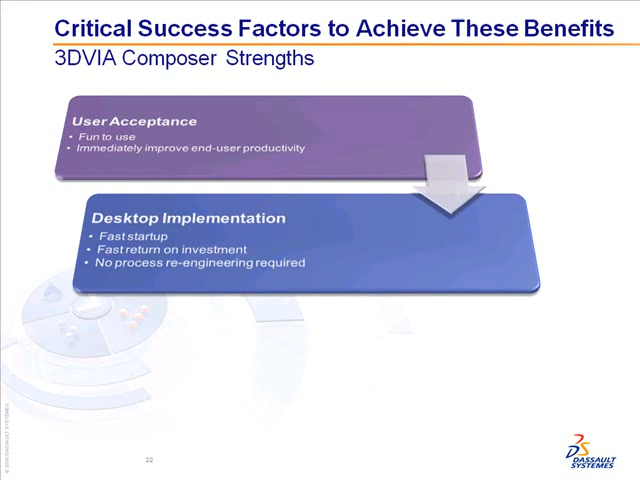 Critical Success Factors to Achieve These Benefits
3DVIA Composer Strengths
User Acceptance
• Fun to use
• Immediately improve end-user productivity
Desktop Implementation
• Fast startup
• Fast return on investment
• No process re-engineering required
22
DASSAULT
SYSTEMES